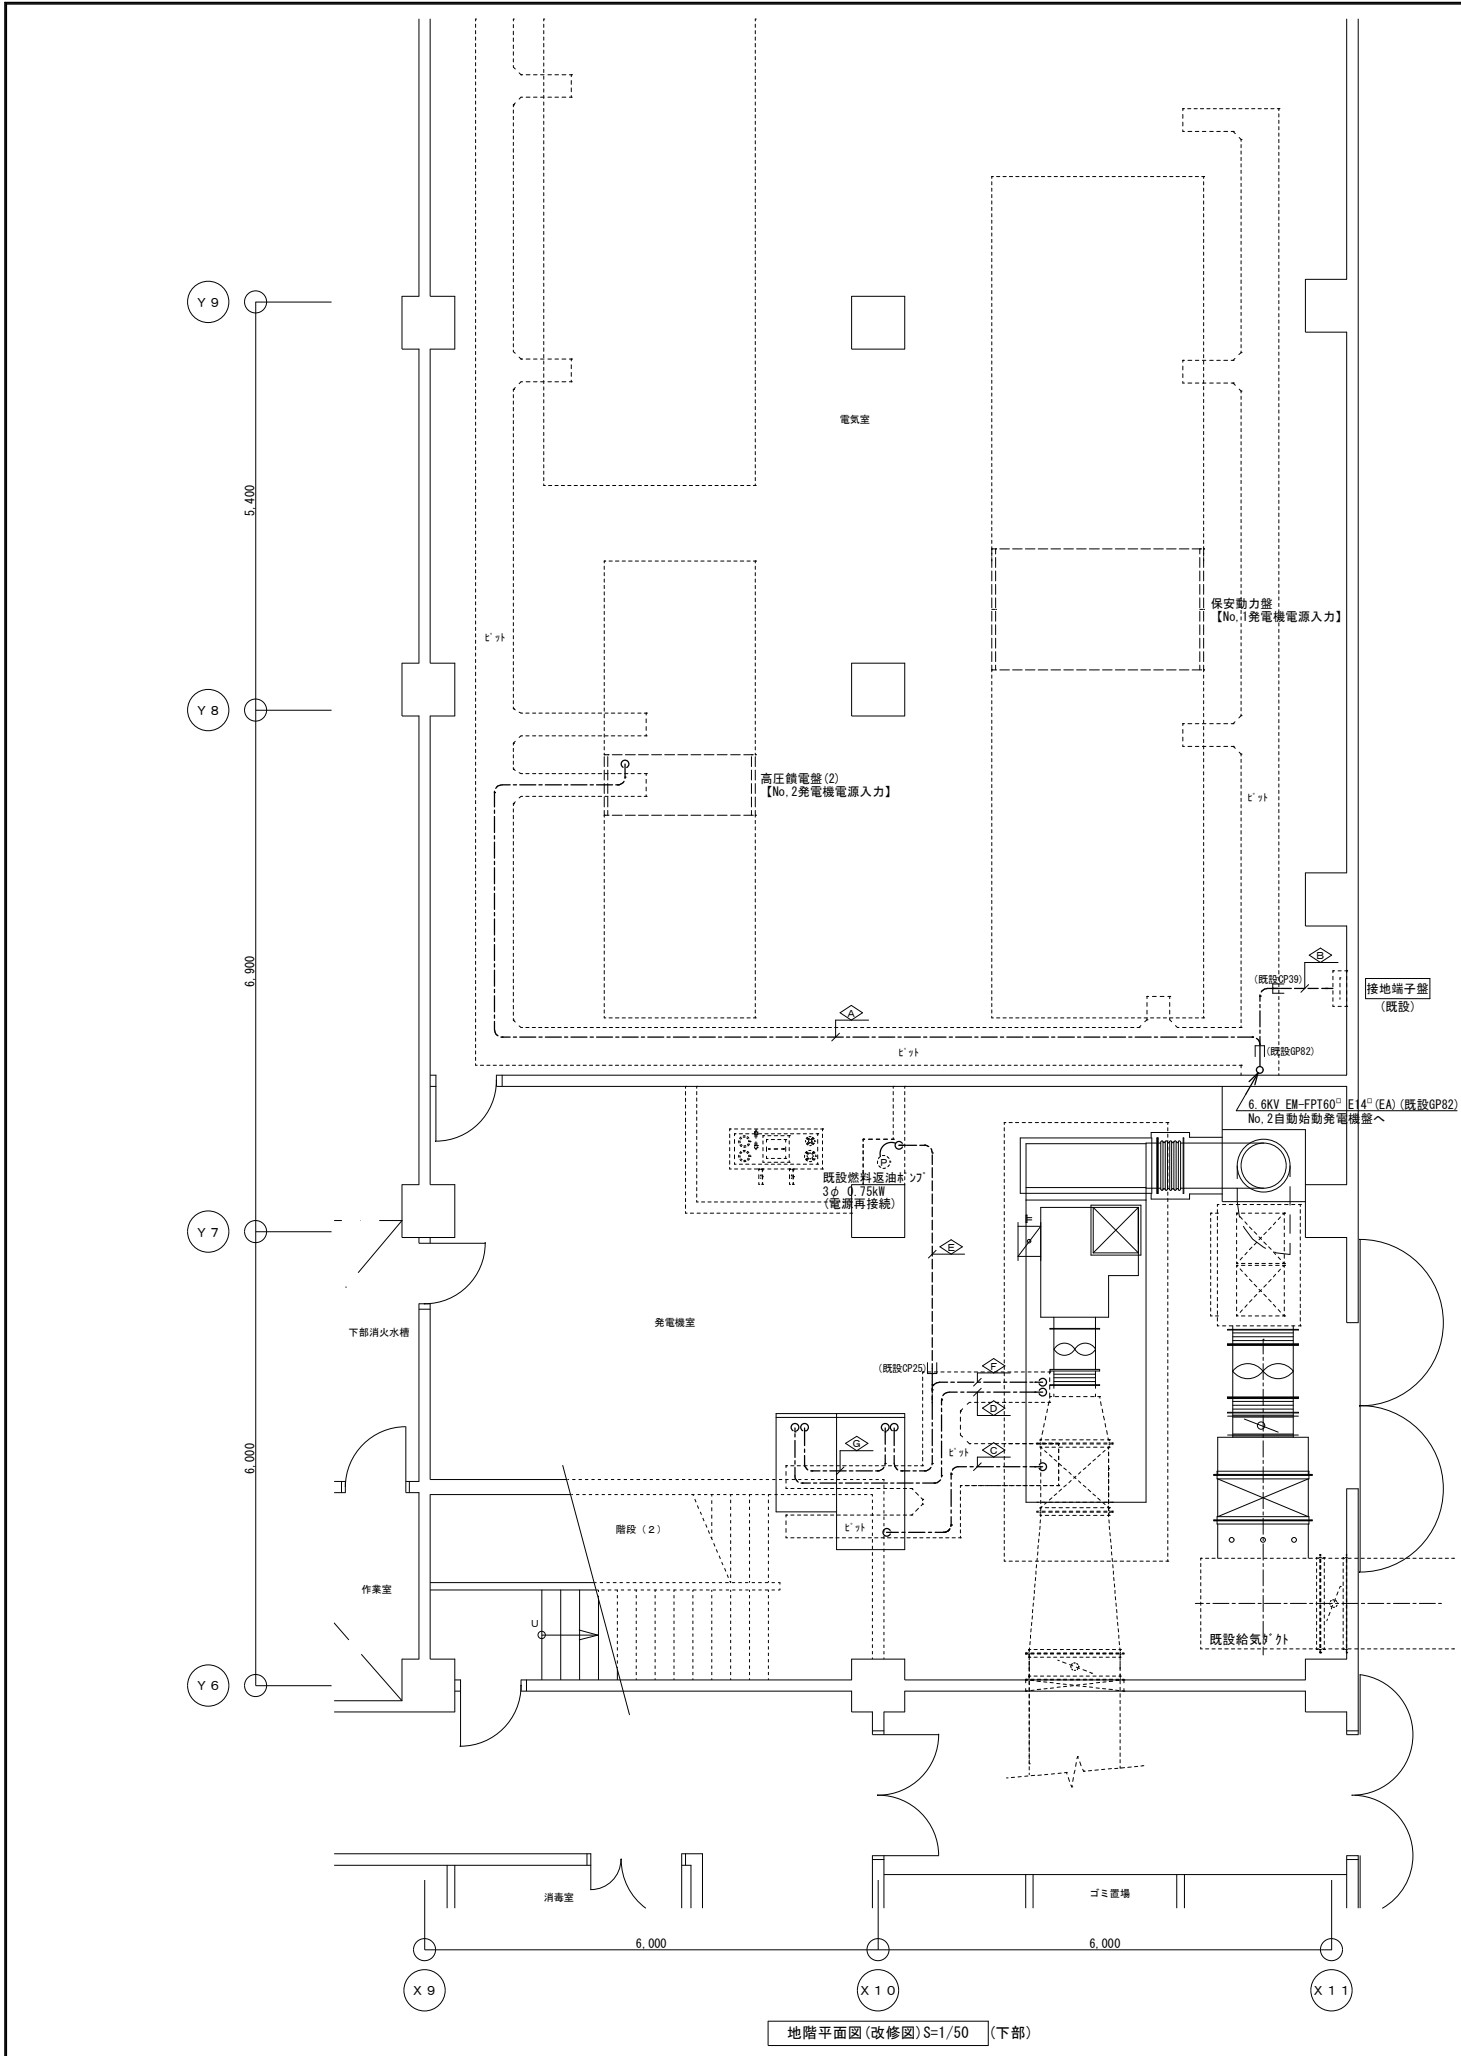 Y9
電気室
5,400
保安動力盤
【No.1発電機電源入力】
ﾋﾟｯﾄ
Y8
高圧饋電盤(2)
【No.2発電機電源入力】
ﾋﾟｯﾄ
6,900
B
(既設CP39)
接地端子盤
(既設)
A
ﾋﾟｯﾄ
(既設GP82)
6.6KV EM-FPT60□ E14□(EA)(既設GP82)
No.2自動始動発電機盤へ
P
既設燃料返油ﾎﾟﾝﾌﾟ
3φ 0.75kW
(電源再接続)
Y7
E
下部消火水槽
発電機室
(既設CP25)
F
D
G
C
ﾋﾟｯﾄ
6,000
階段（2）
ﾋﾟｯﾄ
作業室
U
既設給気ﾀﾞｸﾄ
Y6
消毒室
ゴミ置場
6,000
6,000
X9
X10
X11
地階平面図(改修図)S=1/50 (下部)